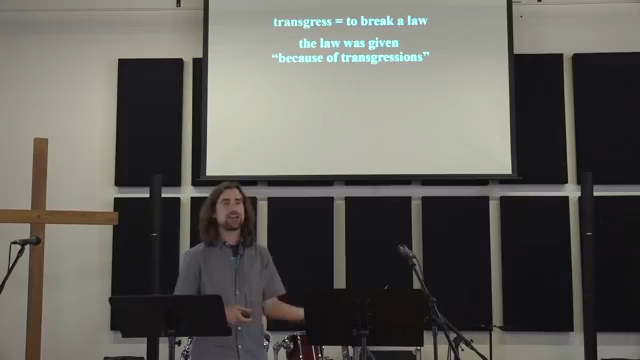 transgress = to break a law
the law was given
“because of transgressions”